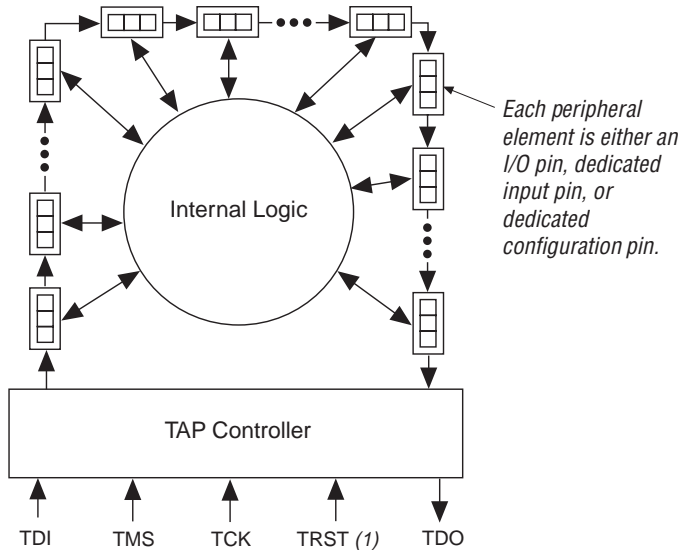 Each peripheral
element is either an
I/O pin, dedicated
input pin, or
dedicated
configuration pin.
Internal Logic
TAP Controller
TDI TMS TCK TRST (1) TDO